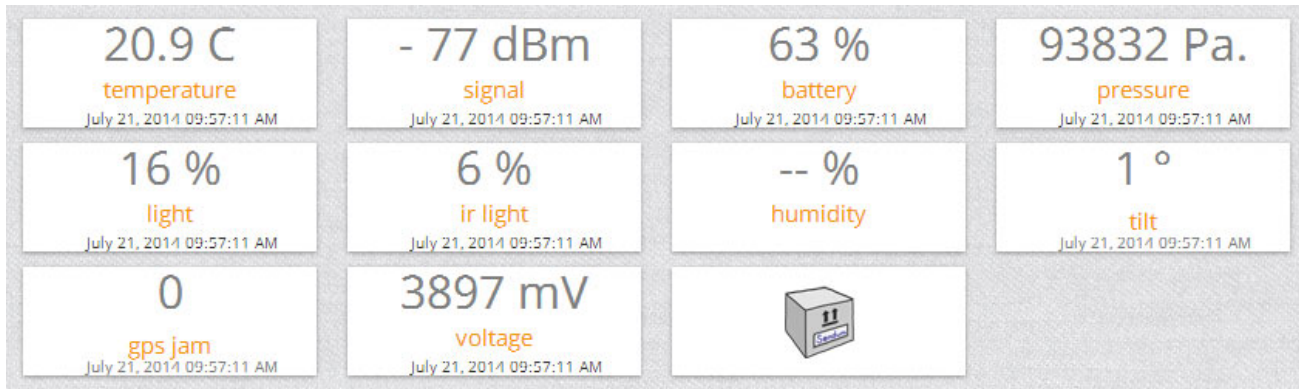 20.9 C
temperature
July 21, 2014 09:57:11 AM
- 77 dBm
signal
July 21, 2014 09:57:11 AM
63 %
battery
July 21, 2014 09:57:11 AM
93832 Pa.
pressure
July 21, 2014 09:57:11 AM
16 %
light
July 21, 2014 09:57:11 AM
6 %
ir light
July 21, 2014 09:57:11 AM
-- %
humidity
1 °
tilt
July 21, 2014 09:57:11 AM
0
gps jam
July 21, 2014 09:57:11 AM
3897 mV
voltage
July 21, 2014 09:57:11 AM
Sendum